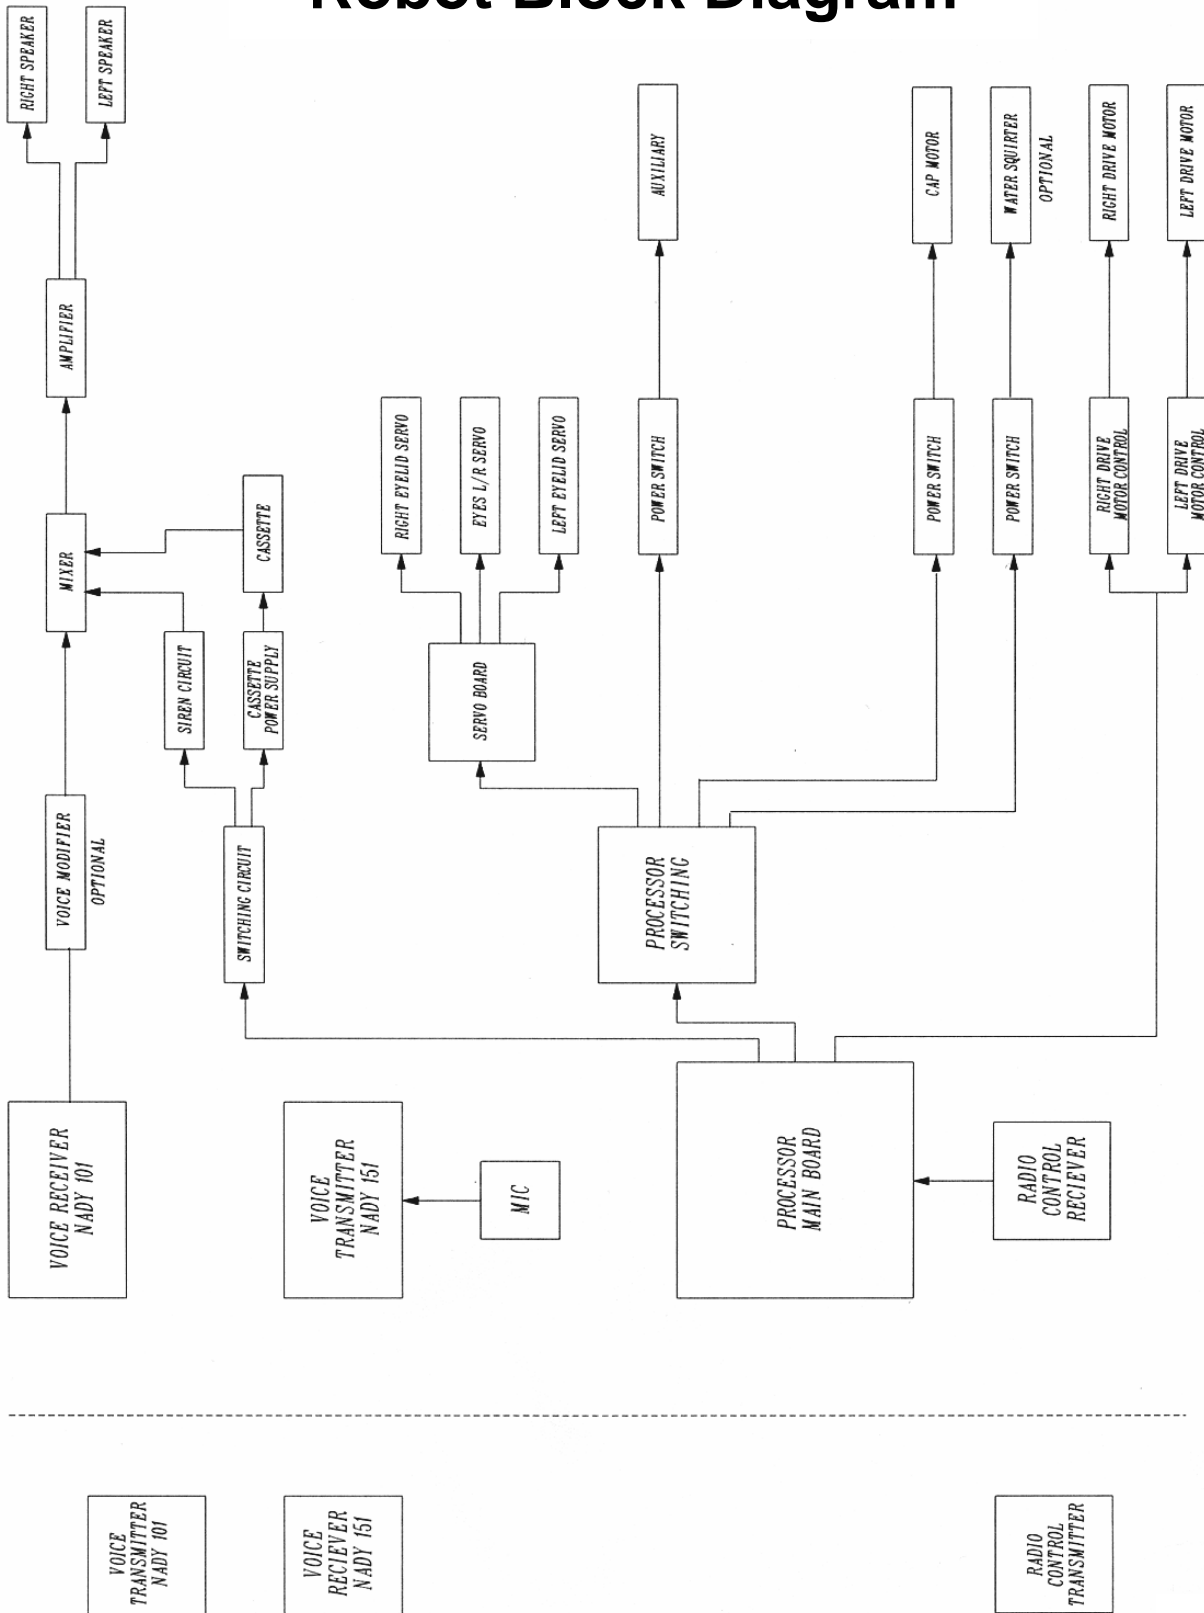 Robot Block Diagram
RIGHT SPEAKER
LEFT SPEAKER
AMPLIFIER
MIXER
CASSETTE
SIREN CIRCUIT
CASSETTE
POWER SUPPLY
VOICE MODIFIER
OPTIONAL
SWITCHING CIRCUIT
VOICE RECEIVER
NADY 101
VOICE
TRANSMITTER
NADY 151
MIC
AUXILIARY
CAP MOTOR
WATER SQUIRTER
OPTIONAL
RIGHT DRIVE MOTOR
LEFT DRIVE MOTOR
RIGHT EYELID SERVO
EYES L/R SERVO
LEFT EYELID SERVO
POWER SWITCH
POWER SWITCH
POWER SWITCH
RIGHT DRIVE
MOTOR CONTROL
LEFT DRIVE
MOTOR CONTROL
SERVO BOARD
PROCESSOR
SWITCHING
PROCESSOR
MAIN BOARD
RADIO
CONTROL
RECIEVER
VOICE
TRANSMITTER
NADY 101
VOICE
RECIEVER
NADY 151
RADIO
CONTROL
TRANSMITTER